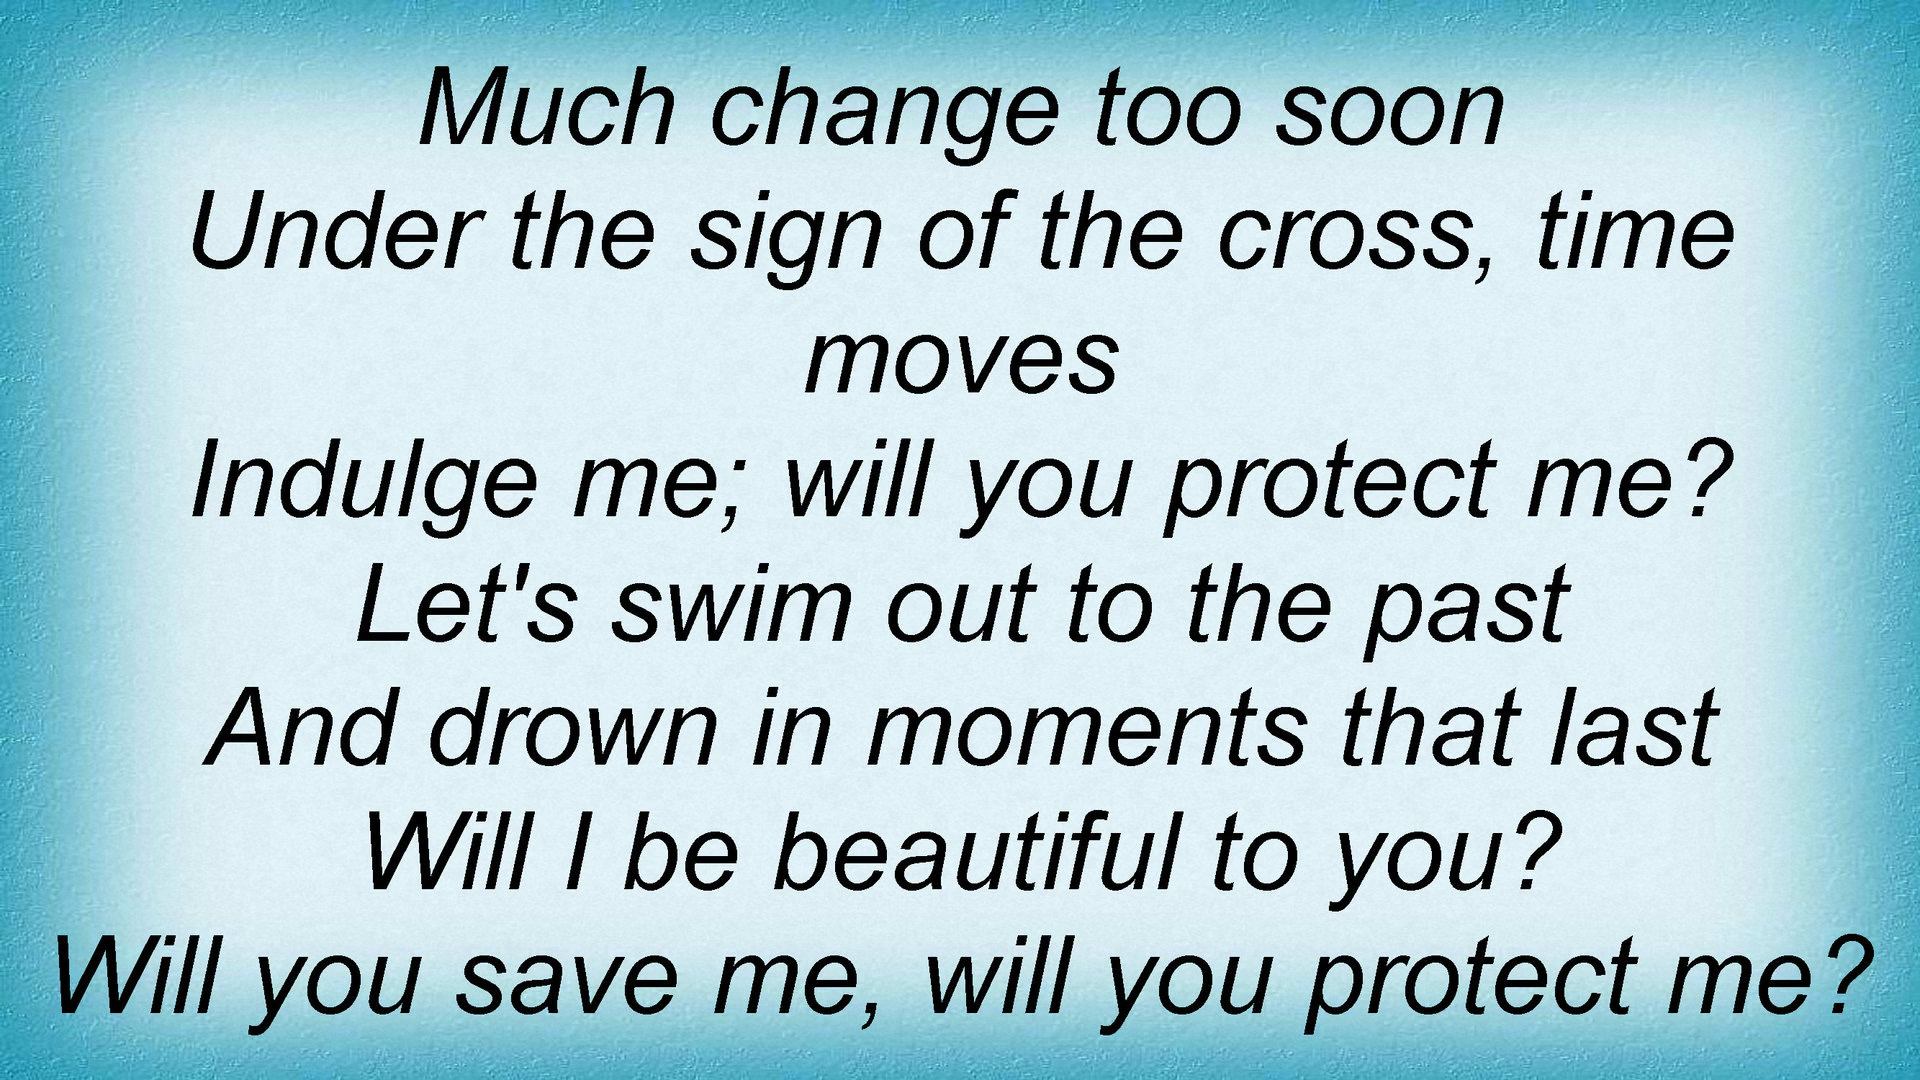 Much change too soon
Under the sign of the cross, time
moves
Indulge me; will you protect me?
Let's swim out to the past
And drown in moments that last
Will I be beautiful to you?
Will you save me, will you protect me?